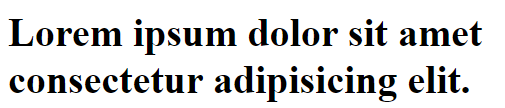 Lorem ipsum dolor sit amet
consectetur adipisicing elit.